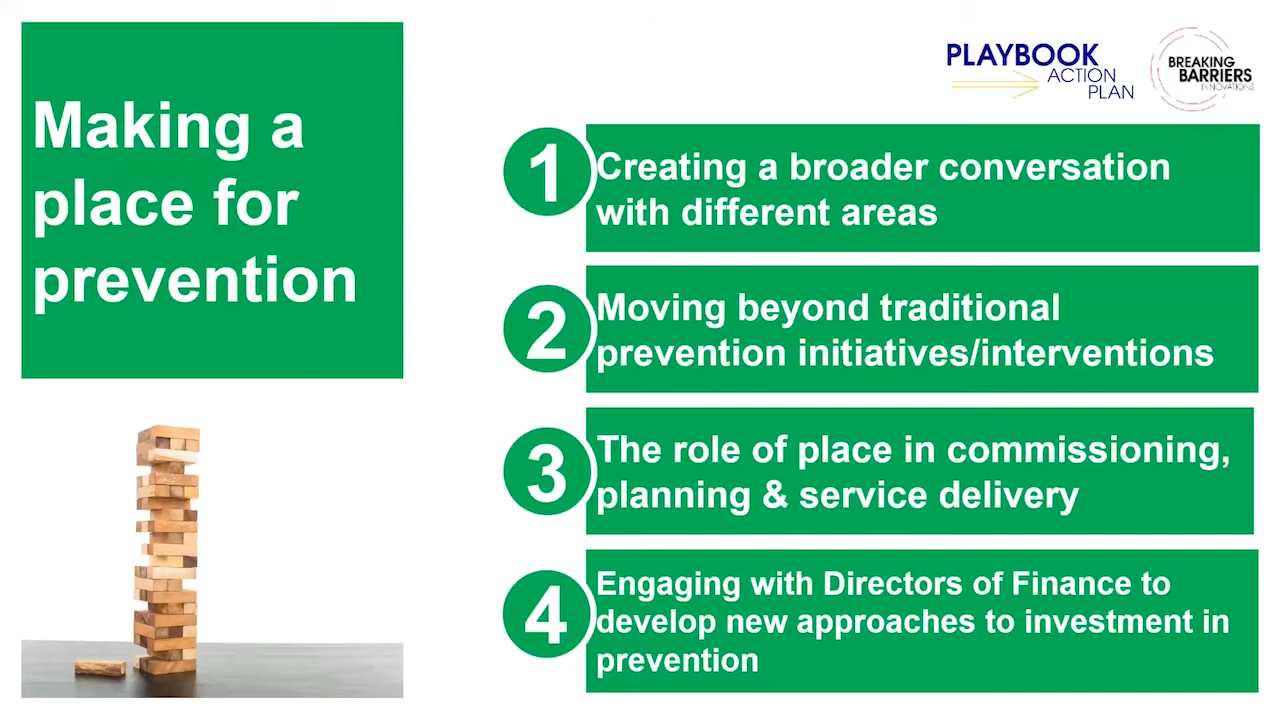 Making a
place for
prevention
PLAYBOOK
ACTION
PLAN
BREAKING
BARRIERS
INNOVATIONS
1
Creating a broader conversation
with different areas
2
Moving beyond traditional
prevention initiatives/interventions
3
The role of place in commissioning,
planning & service delivery
4
Engaging with Directors of Finance to
develop new approaches to investment in
prevention